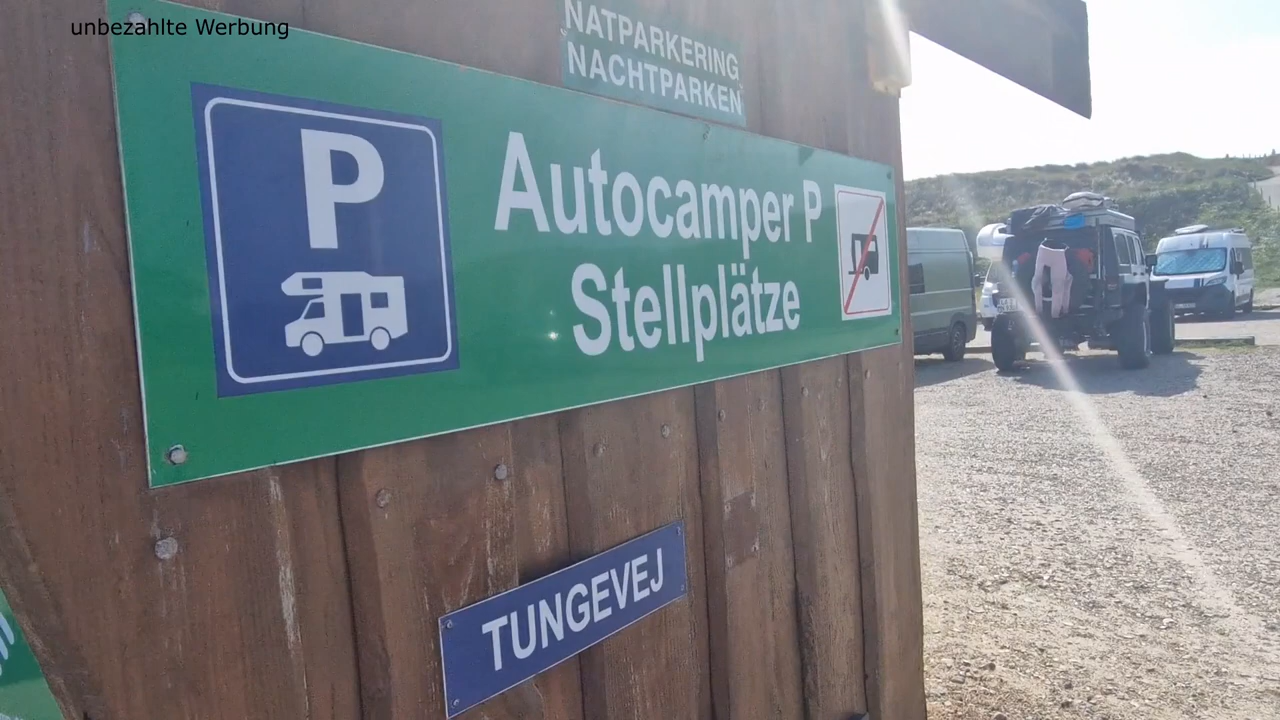 unbezahlte Werbung
NATPARKERING
NACHTPARKEN
P
Autocamper P
Stellplätze
TUNGEVEJ